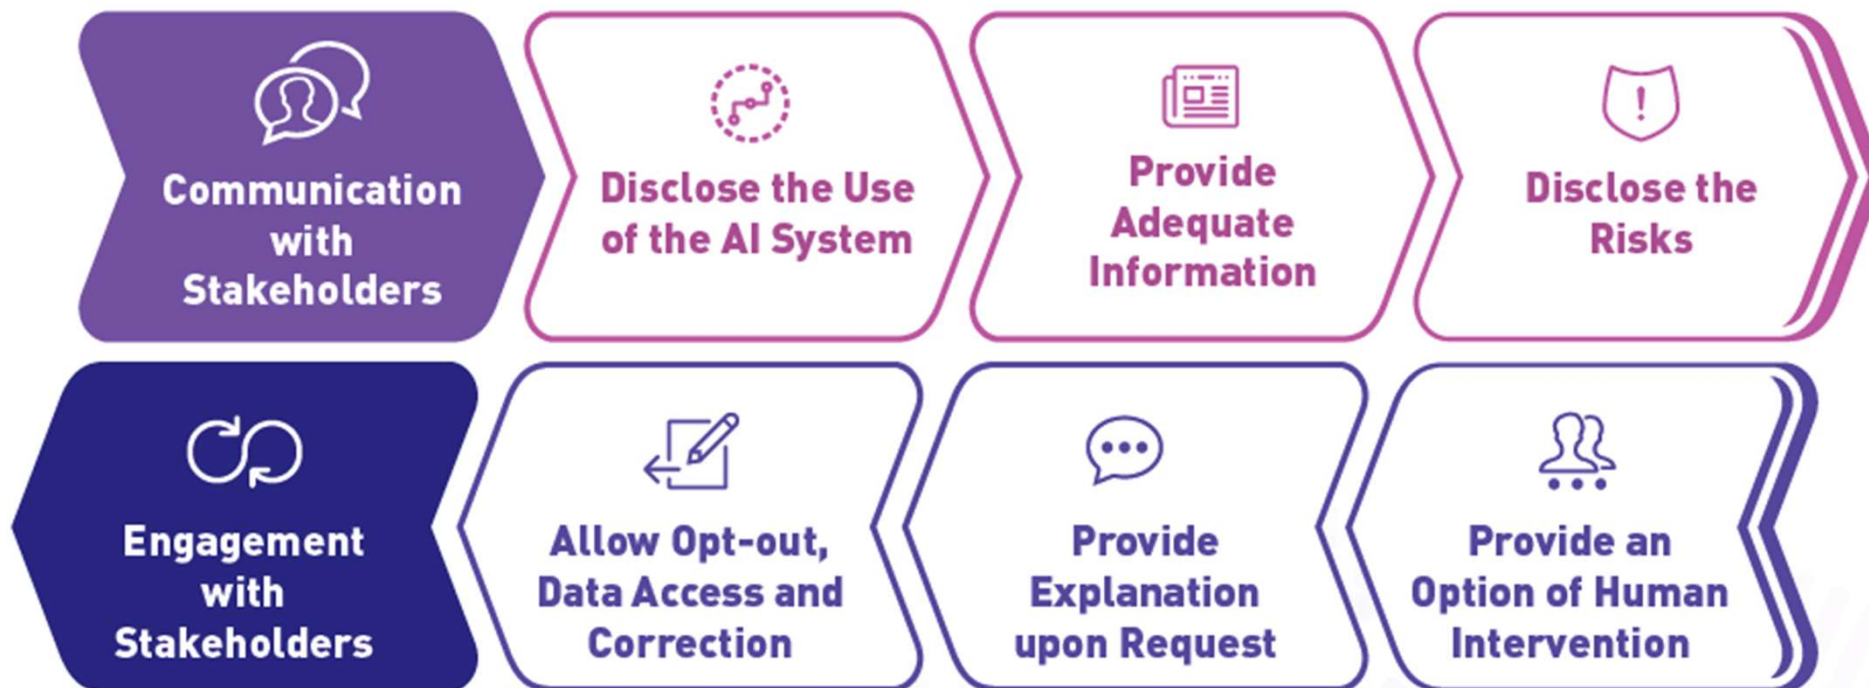 Communication
with
Stakeholders
Disclose the Use
of the AI System
Provide
Adequate
Information
Disclose the
Risks
Engagement
with
Stakeholders
Allow Opt-out,
Data Access and
Correction
Provide
Explanation
upon Request
Provide an
Option of Human
Intervention